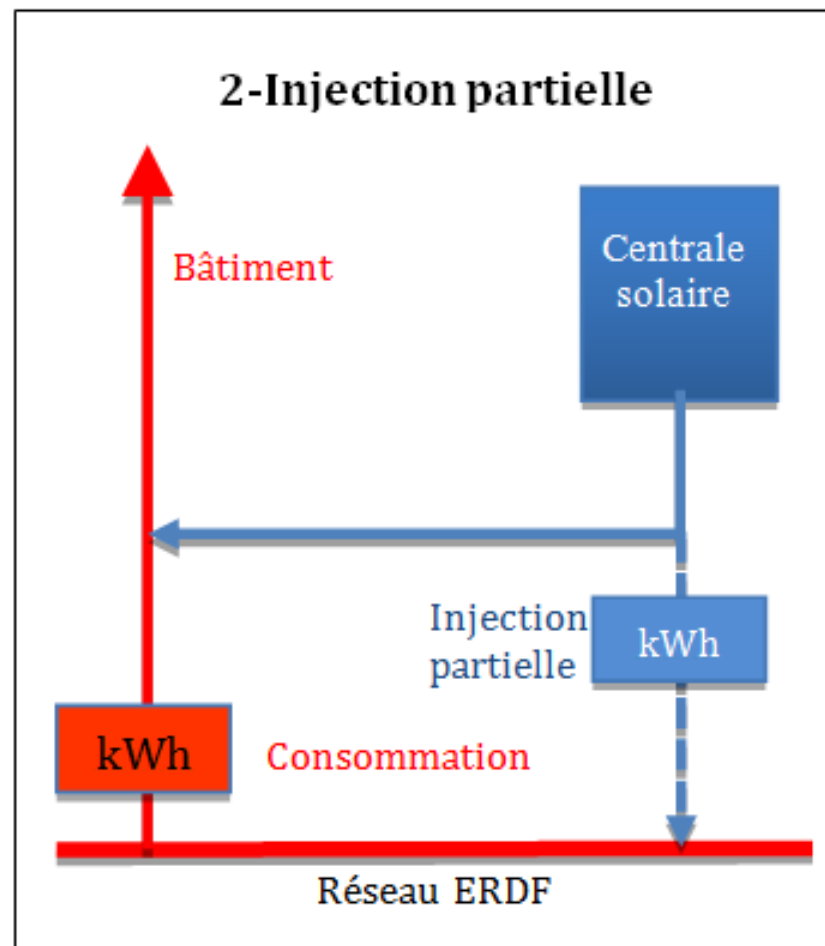 2-Injection partielle
Bâtiment
Centrale
solaire
Injection
partielle
kWh
kWh
Consommation
Réseau ERDF